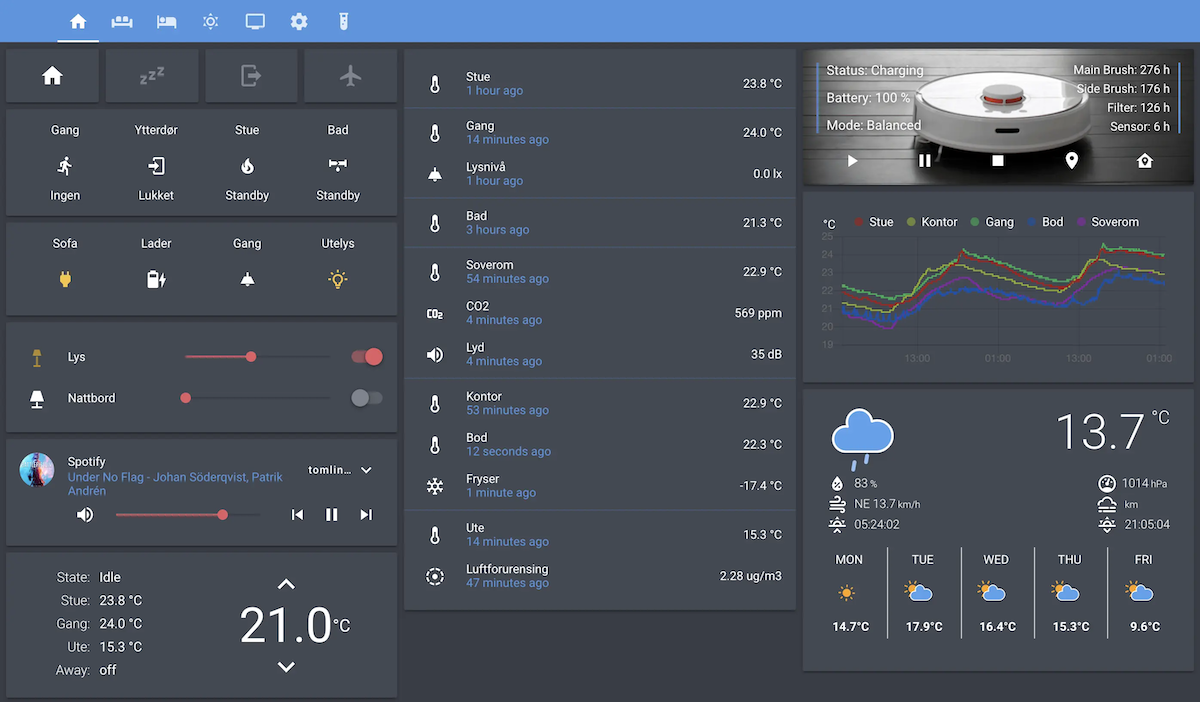 zzz
Gang Ytterdør Stue Bad
Ingen Lukket Standby Standby
Sofa Lader Gang Utelys
Lys
Nattbord
Spotify
Under No Flag - Johan Söderqvist, Patrik
Andrén
tomlin...
State: Idle
Stue: 23.8 °C
Gang: 24.0 °C
Ute: 15.3 °C
Away: off
21.0 °C
Stue
1 hour ago
23.8 °C
Gang
14 minutes ago
24.0 °C
Lysnivå
1 hour ago
0.0 lx
Bad
3 hours ago
21.3 °C
Soverom
54 minutes ago
22.9 °C
CO2
CO2
4 minutes ago
569 ppm
Lyd
4 minutes ago
35 dB
Kontor
53 minutes ago
22.9 °C
Bod
12 seconds ago
22.3 °C
Fryser
1 minute ago
-17.4 °C
Ute
14 minutes ago
15.3 °C
Luftforurensing
47 minutes ago
2.28 ug/m3
Status: Charging
Battery: 100 %
Mode: Balanced
Main Brush: 276 h
Side Brush: 176 h
Filter: 126 h
Sensor: 6 h
°C Stue Kontor Gang Bod Soverom
25
24
23
22
21
20
19
13:00 01:00 13:00 01:00
13.7 °C
83 %
NE 13.7 km/h
05:24:02
1014 hPa
km
21:05:04
MON TUE WED THU FRI
14.7°C 17.9°C 16.4°C 15.3°C 9.6°C